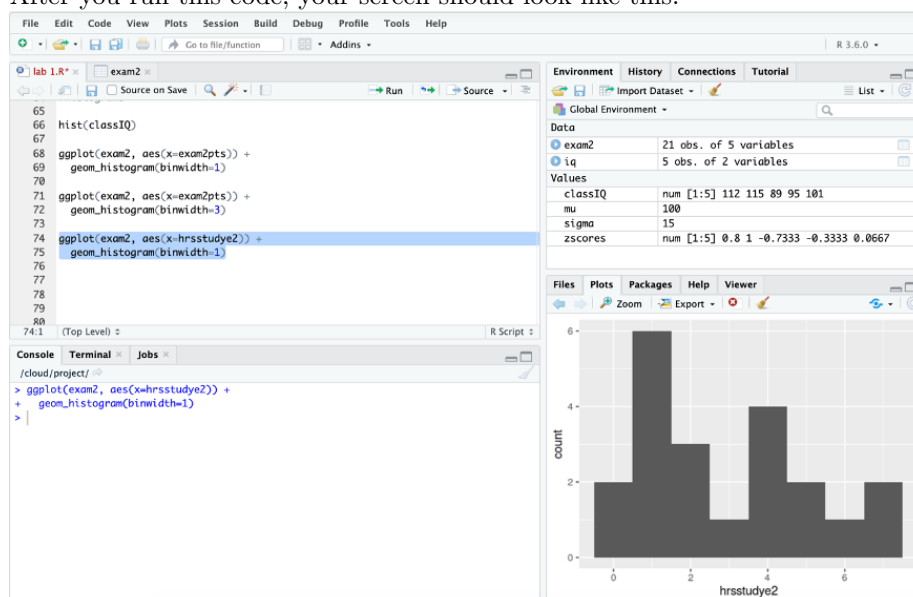 After you run this code, your screen should look like this:
File Edit Code View Plots Session Build Debug Profile Tools Help
Go to file/function Addins R 3.6.0
lab 1.R* × exam2 ×
Source on Save Run Source
65
66 hist(classIQ)
67
68 ggplot(exam2, aes(x=exam2pts)) +
69 geom_histogram(binwidth=1)
70
71 ggplot(exam2, aes(x=exam2pts)) +
72 geom_histogram(binwidth=3)
73
74 ggplot(exam2, aes(x=hrsstudye2)) +
75 geom_histogram(binwidth=1)
76
77
78
79
80
74:1 (Top Level) R Script
Console Terminal × Jobs ×
/cloud/project/
> ggplot(exam2, aes(x=hrsstudye2)) +
+ geom_histogram(binwidth=1)
>
Environment History Connections Tutorial
Import Dataset List
Global Environment
Data
exam2 21 obs. of 5 variables
iq 5 obs. of 2 variables
Values
classIQ num [1:5] 112 115 89 95 101
mu 100
sigma 15
zscores num [1:5] 0.8 1 -0.7333 -0.3333 0.0667
Files Plots Packages Help Viewer
Zoom Export
6
4
2
0
count
0 2 4 6
hrsstudye2